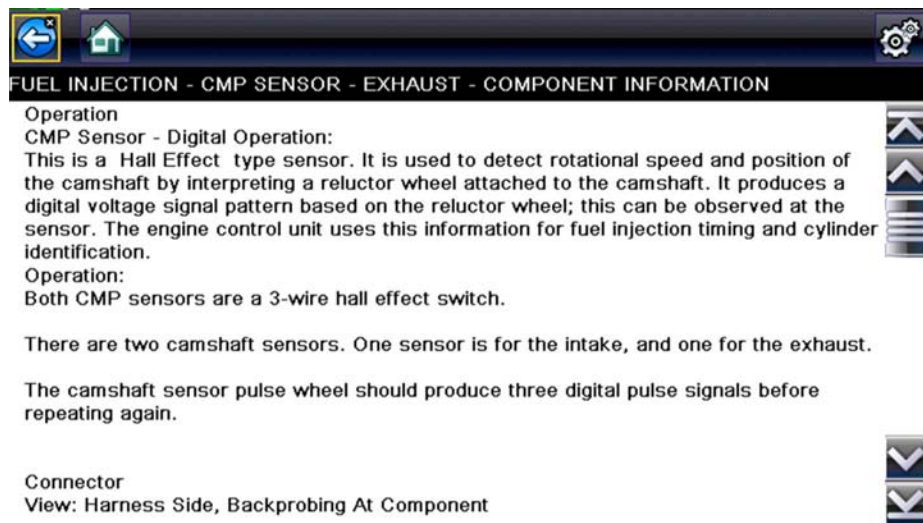 FUEL INJECTION - CMP SENSOR - EXHAUST - COMPONENT INFORMATION
Operation
CMP Sensor - Digital Operation:
This is a Hall Effect type sensor. It is used to detect rotational speed and position of
the camshaft by interpreting a reluctor wheel attached to the camshaft. It produces a
digital voltage signal pattern based on the reluctor wheel; this can be observed at the
sensor. The engine control unit uses this information for fuel injection timing and cylinder
identification.
Operation:
Both CMP sensors are a 3-wire hall effect switch.
There are two camshaft sensors. One sensor is for the intake, and one for the exhaust.
The camshaft sensor pulse wheel should produce three digital pulse signals before
repeating again.
Connector
View: Harness Side, Backprobing At Component